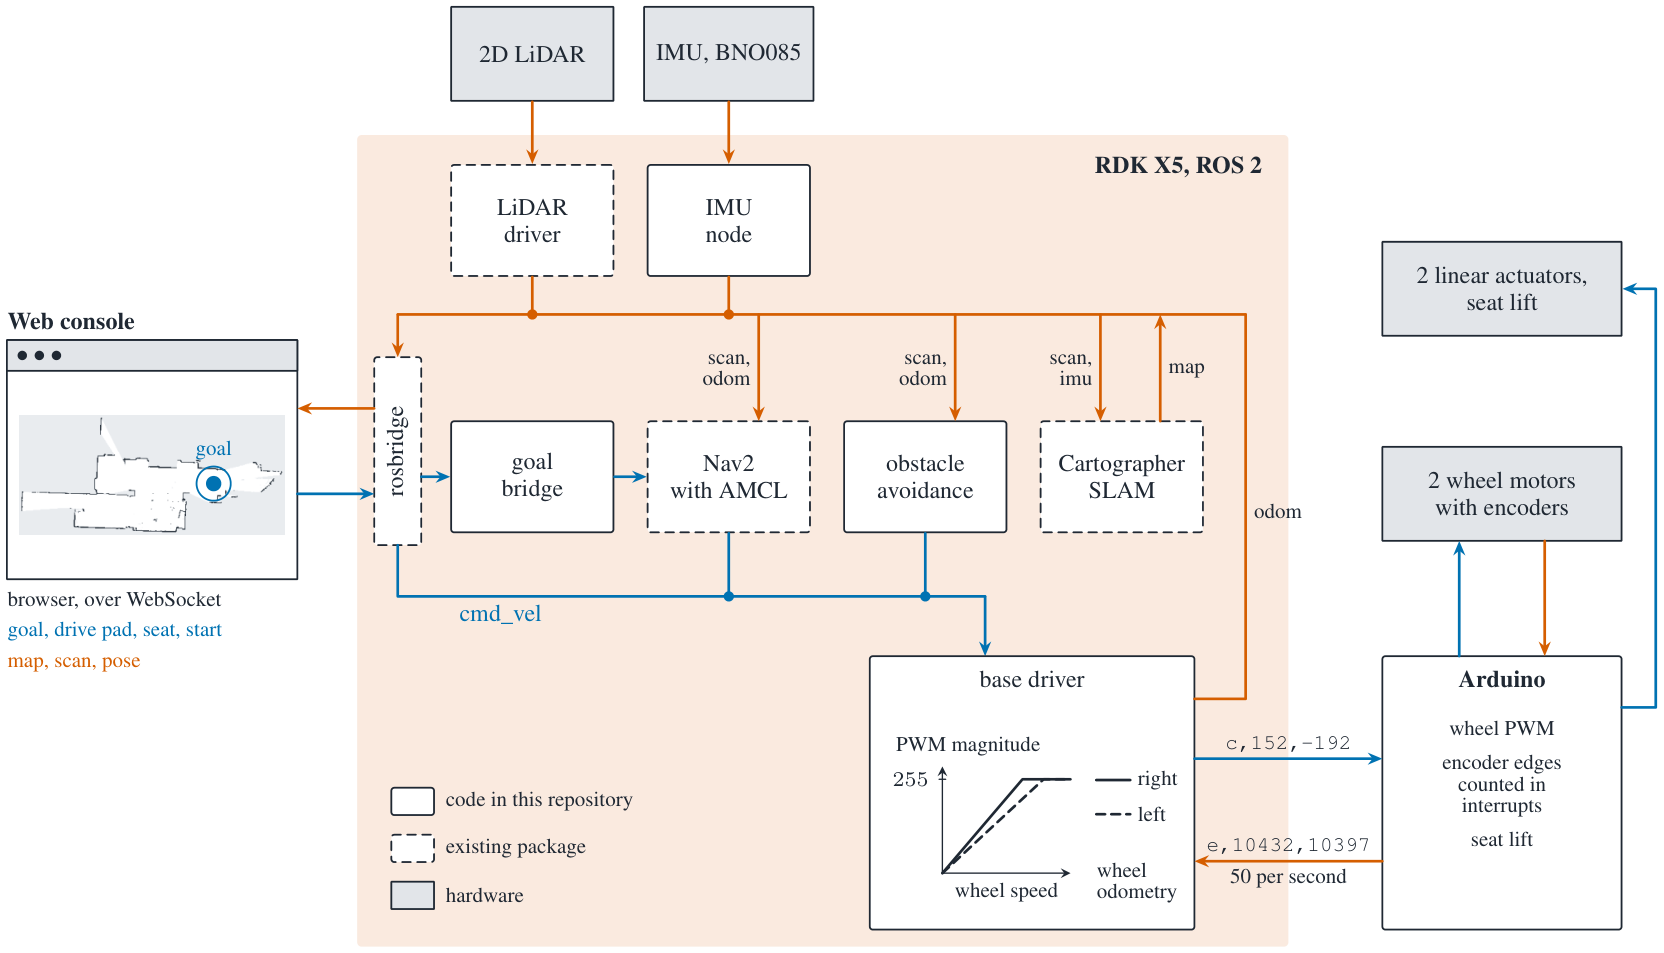 2D LiDAR
IMU, BNO085
RDK X5, ROS 2
LiDAR
driver
IMU
node
2 linear actuators,
seat lift
Web console
scan,
odom
scan,
odom
scan,
imu
map
rosbridge
goal
goal
bridge
Nav2
with AMCL
obstacle
avoidance
Cartographer
SLAM
odom
2 wheel motors
with encoders
browser, over WebSocket
goal, drive pad, seat, start
map, scan, pose
cmd_vel
base driver
PWM magnitude
255
right
left
wheel speed
wheel
odometry
c,152,-192
e,10432,10397
50 per second
Arduino
wheel PWM
encoder edges
counted in
interrupts
seat lift
code in this repository
existing package
hardware